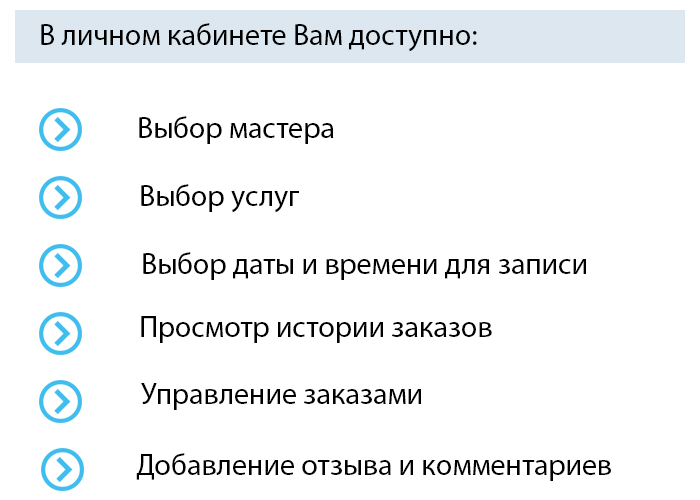 В личном кабинете Вам доступно:
Выбор мастера
Выбор услуг
Выбор даты и времени для записи
Просмотр истории заказов
Управление заказами
Добавление отзыва и комментариев